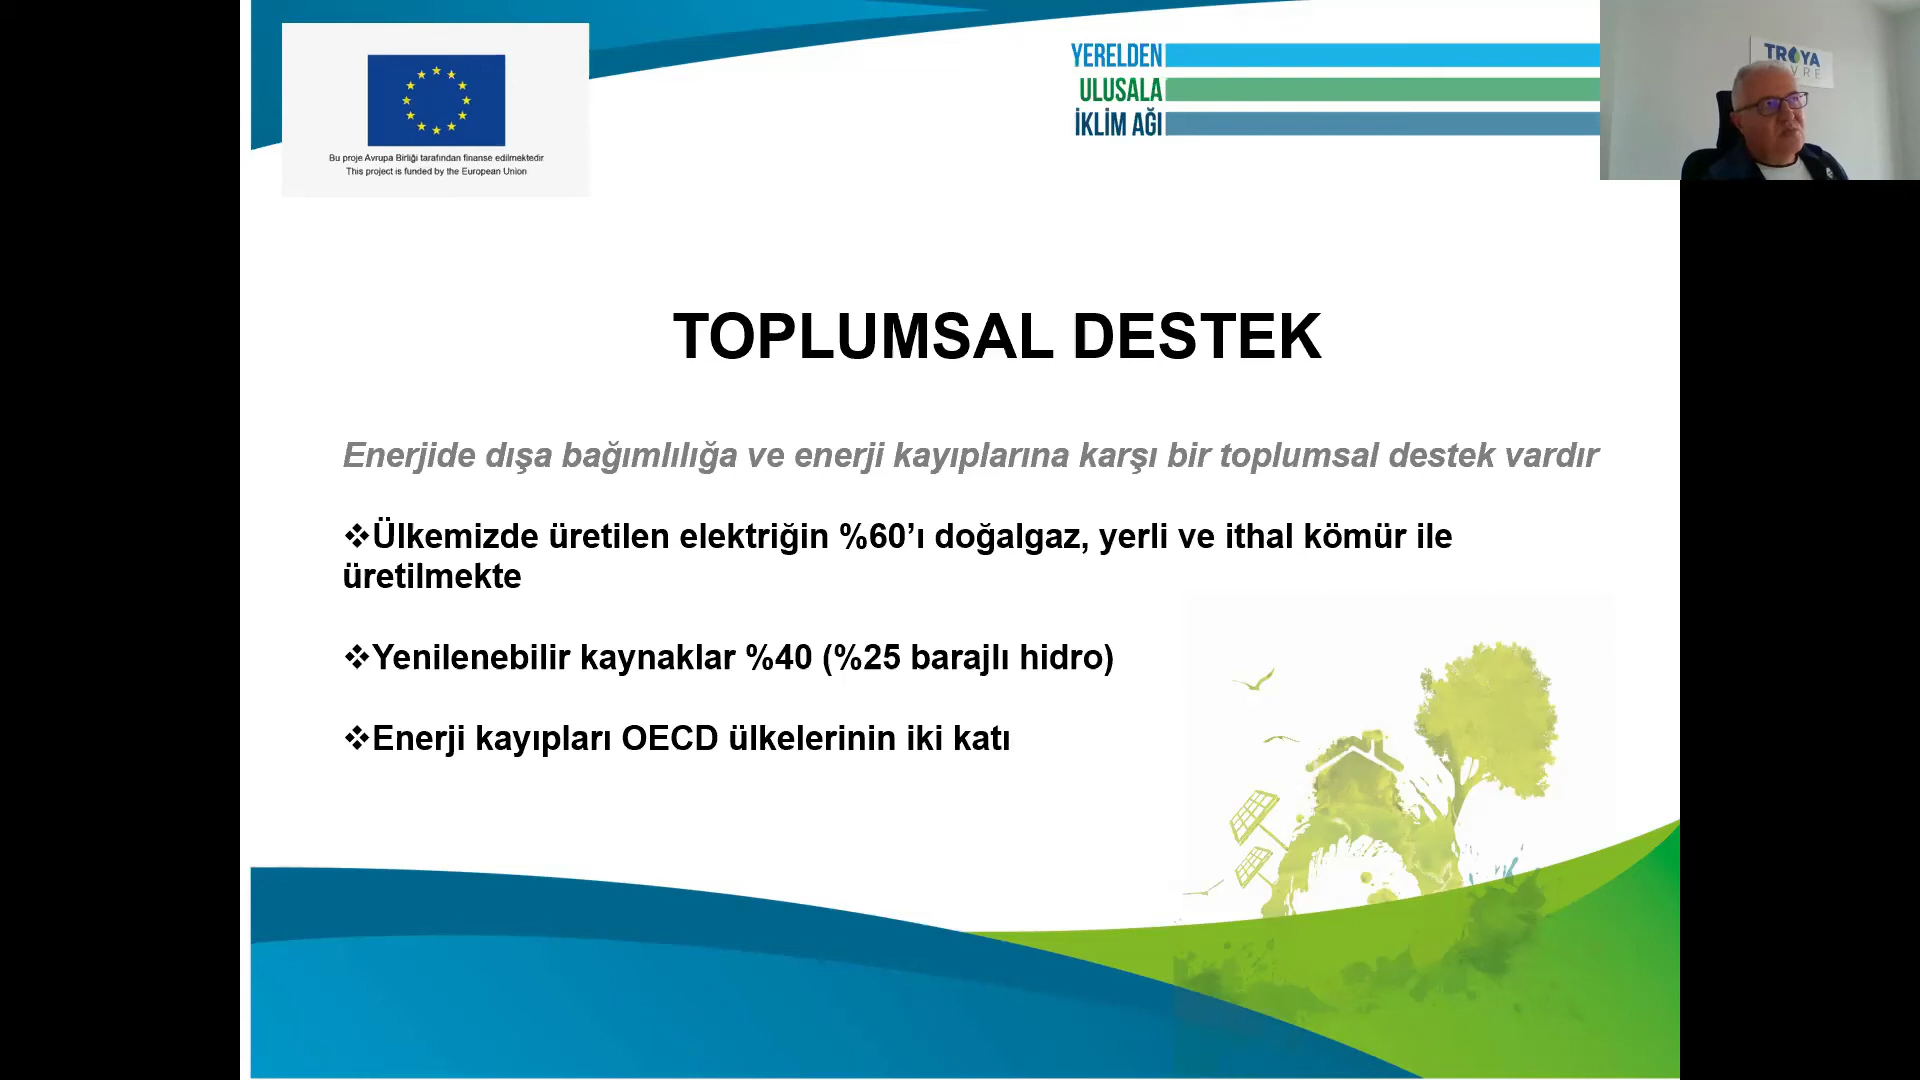 Bu proje Avrupa Birliği tarafından finanse edilmektedir
This project is funded by the European Union
YERELDEN
ULUSALA
İKLİM AĞI
TROYA
VRE
TOPLUMSAL DESTEK
Enerjide dışa bağımlılığa ve enerji kayıplarına karşı bir toplumsal destek vardır
❖Ülkemizde üretilen elektriğin %60’ı doğalgaz, yerli ve ithal kömür ile
üretilmekte
❖Yenilenebilir kaynaklar %40 (%25 barajlı hidro)
❖Enerji kayıpları OECD ülkelerinin iki katı